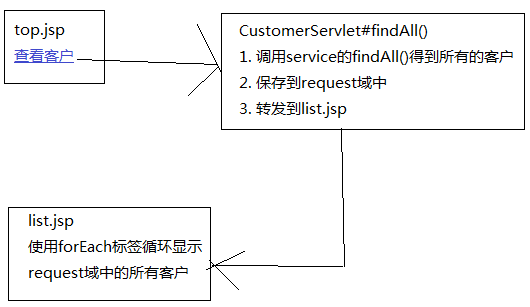 top.jsp
查看客户
CustomerServlet#findAll()
1. 调用service的findAll()得到所有的客户
2. 保存到request域中
3. 转发到list.jsp
list.jsp
使用forEach标签循环显示
request域中的所有客户